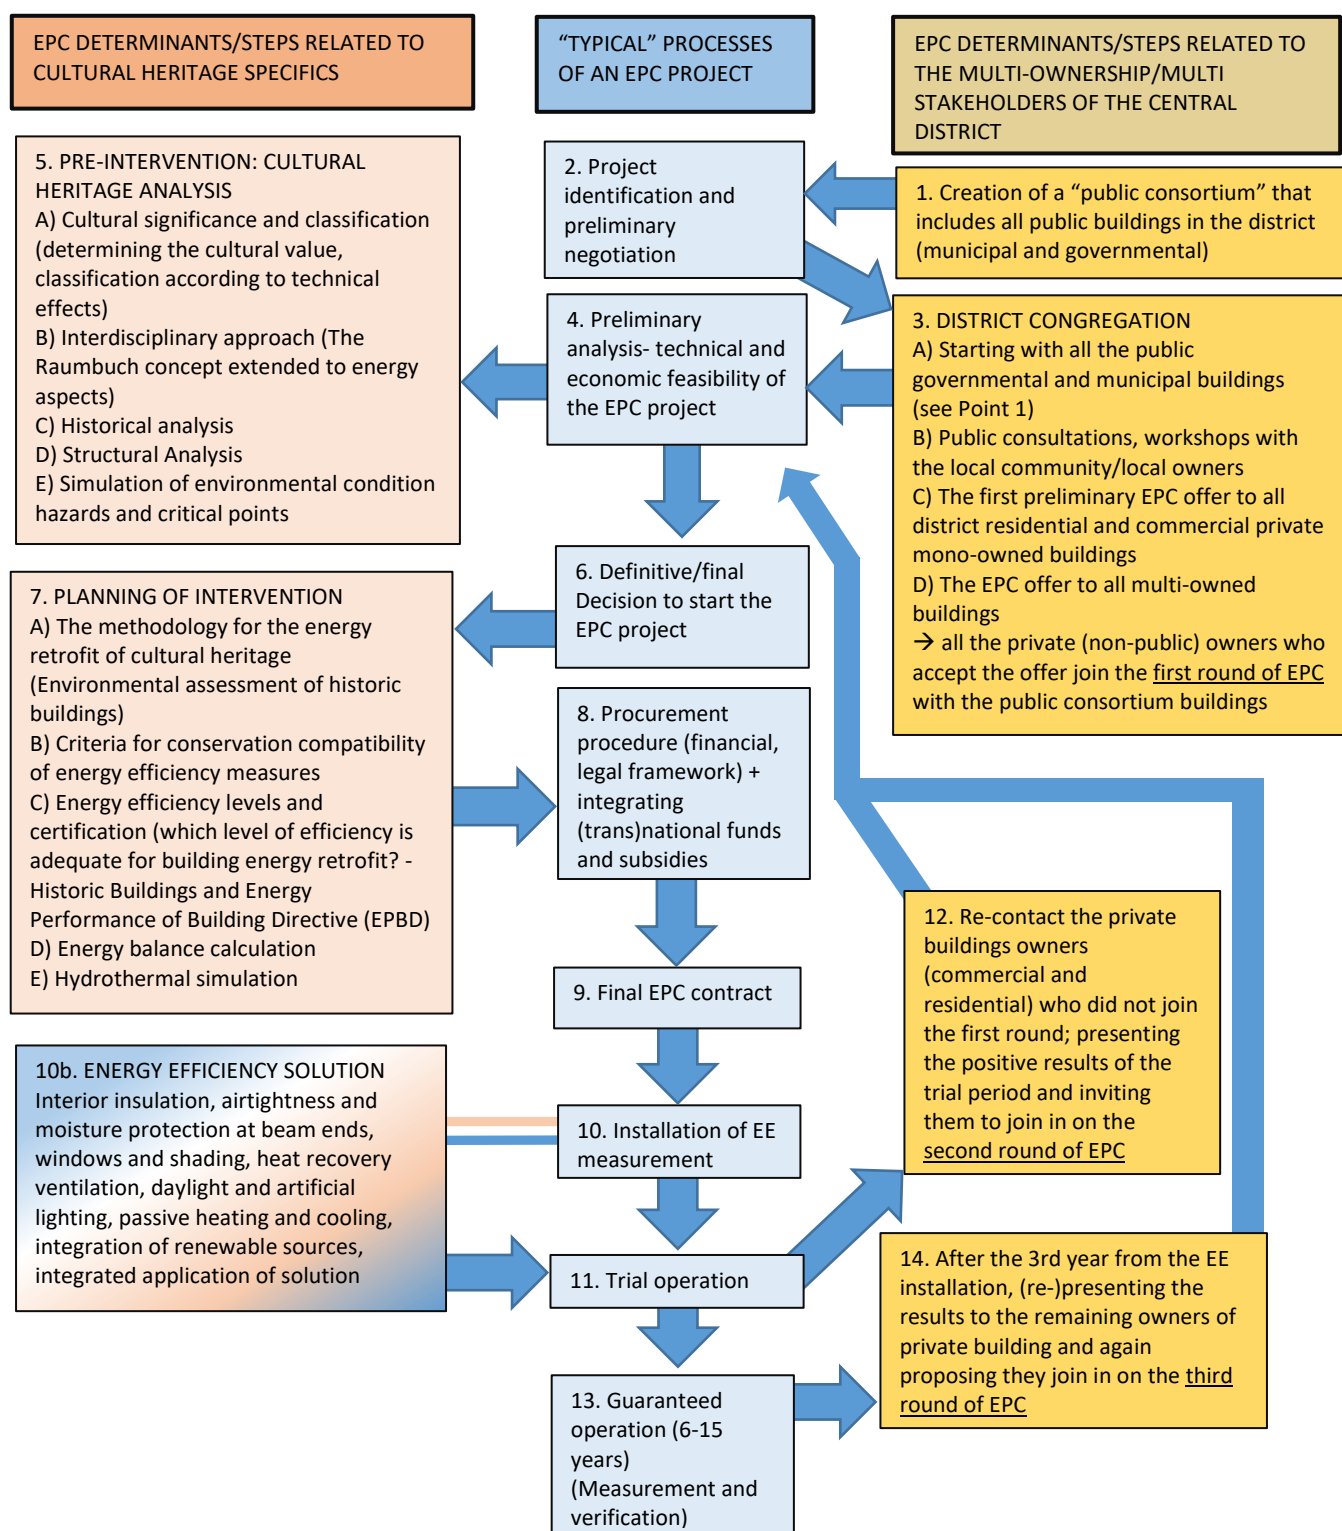 EPC DETERMINANTS/STEPS RELATED TO
CULTURAL HERITAGE SPECIFICS
“TYPICAL” PROCESSES
OF AN EPC PROJECT
EPC DETERMINANTS/STEPS RELATED TO
THE MULTI-OWNERSHIP/MULTI
STAKEHOLDERS OF THE CENTRAL
DISTRICT
1. Creation of a “public consortium” that
includes all public buildings in the district
(municipal and governmental)
2. Project
identification and
preliminary
negotiation
3. DISTRICT CONGREGATION
A) Starting with all the public
governmental and municipal buildings
(see Point 1)
B) Public consultations, workshops with
the local community/local owners
C) The first preliminary EPC offer to all
district residential and commercial private
mono-owned buildings
D) The EPC offer to all multi-owned
buildings
→ all the private (non-public) owners who
accept the offer join the first round of EPC
with the public consortium buildings
4. Preliminary
analysis- technical and
economic feasibility of
the EPC project
5. PRE-INTERVENTION: CULTURAL
HERITAGE ANALYSIS
A) Cultural significance and classification
(determining the cultural value,
classification according to technical
effects)
B) Interdisciplinary approach (The
Raumbuch concept extended to energy
aspects)
C) Historical analysis
D) Structural Analysis
E) Simulation of environmental condition
hazards and critical points
6. Definitive/final
Decision to start the
EPC project
7. PLANNING OF INTERVENTION
A) The methodology for the energy
retrofit of cultural heritage
(Environmental assessment of historic
buildings)
B) Criteria for conservation compatibility
of energy efficiency measures
C) Energy efficiency levels and
certification (which level of efficiency is
adequate for building energy retrofit? -
Historic Buildings and Energy
Performance of Building Directive (EPBD)
D) Energy balance calculation
E) Hydrothermal simulation
8. Procurement
procedure (financial,
legal framework) +
integrating
(trans)national funds
and subsidies
9. Final EPC contract
10. Installation of EE
measurement
10b. ENERGY EFFICIENCY SOLUTION
Interior insulation, airtightness and
moisture protection at beam ends,
windows and shading, heat recovery
ventilation, daylight and artificial
lighting, passive heating and cooling,
integration of renewable sources,
integrated application of solution
11. Trial operation
12. Re-contact the private
buildings owners
(commercial and
residential) who did not join
the first round; presenting
the positive results of the
trial period and inviting
them to join in on the
second round of EPC
13. Guaranteed
operation (6-15
years)
(Measurement and
verification)
14. After the 3rd year from the EE
installation, (re-)presenting the
results to the remaining owners of
private building and again
proposing they join in on the third
round of EPC